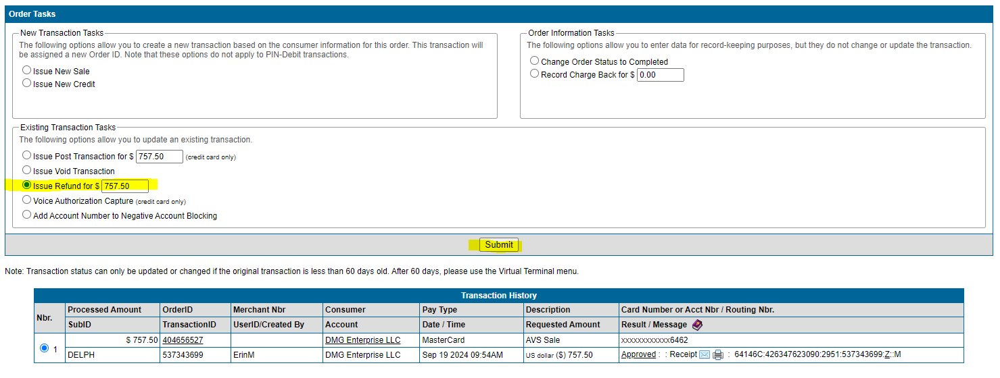 Order Tasks
New Transaction Tasks
The following options allow you to create a new transaction based on the consumer information for this order. This transaction will
be assigned a new Order ID. Note that these options do not apply to PIN-Debit transactions.
Issue New Sale
Issue New Credit
Order Information Tasks
The following options allow you to enter data for record-keeping purposes, but they do not change or update the transaction.
Change Order Status to Completed
Record Charge Back for $ 0.00
Existing Transaction Tasks
The following options allow you to update an existing transaction.
Issue Post Transaction for $ 757.50 (credit card only)
Issue Void Transaction
Issue Refund for $ 757.50
Voice Authorization Capture (credit card only)
Add Account Number to Negative Account Blocking
Submit
Note: Transaction status can only be updated or changed if the original transaction is less than 60 days old. After 60 days, please use the Virtual Terminal menu.
Transaction History
Nbr.
Processed Amount OrderID Merchant Nbr Consumer Pay Type Description Card Number or Acct Nbr / Routing Nbr.
SubID TransactionID UserID/Created By Account Date / Time Requested Amount Result / Message
1
$ 757.50 404656527 DMG Enterprise LLC MasterCard AVS Sale xxxxxxxxxxxx6462
DELPH 537343699 ErinM DMG Enterprise LLC Sep 19 2024 09:54AM US dollar ($) 757.50 Approved : : Receipt : 64146C:426347623090:2951:537343699:Z::M